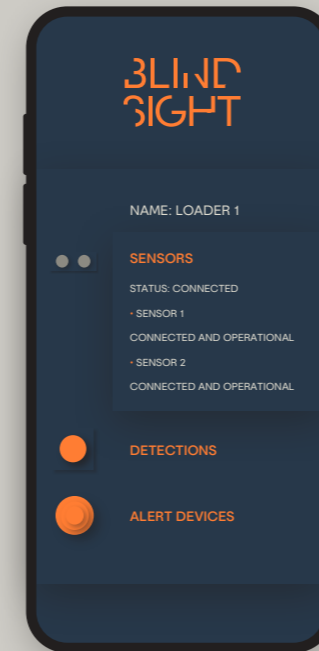 BLIND
SIGHT
NAME: LOADER 1
SENSORS
STATUS: CONNECTED
- SENSOR 1
CONNECTED AND OPERATIONAL
- SENSOR 2
CONNECTED AND OPERATIONAL
DETECTIONS
ALERT DEVICES